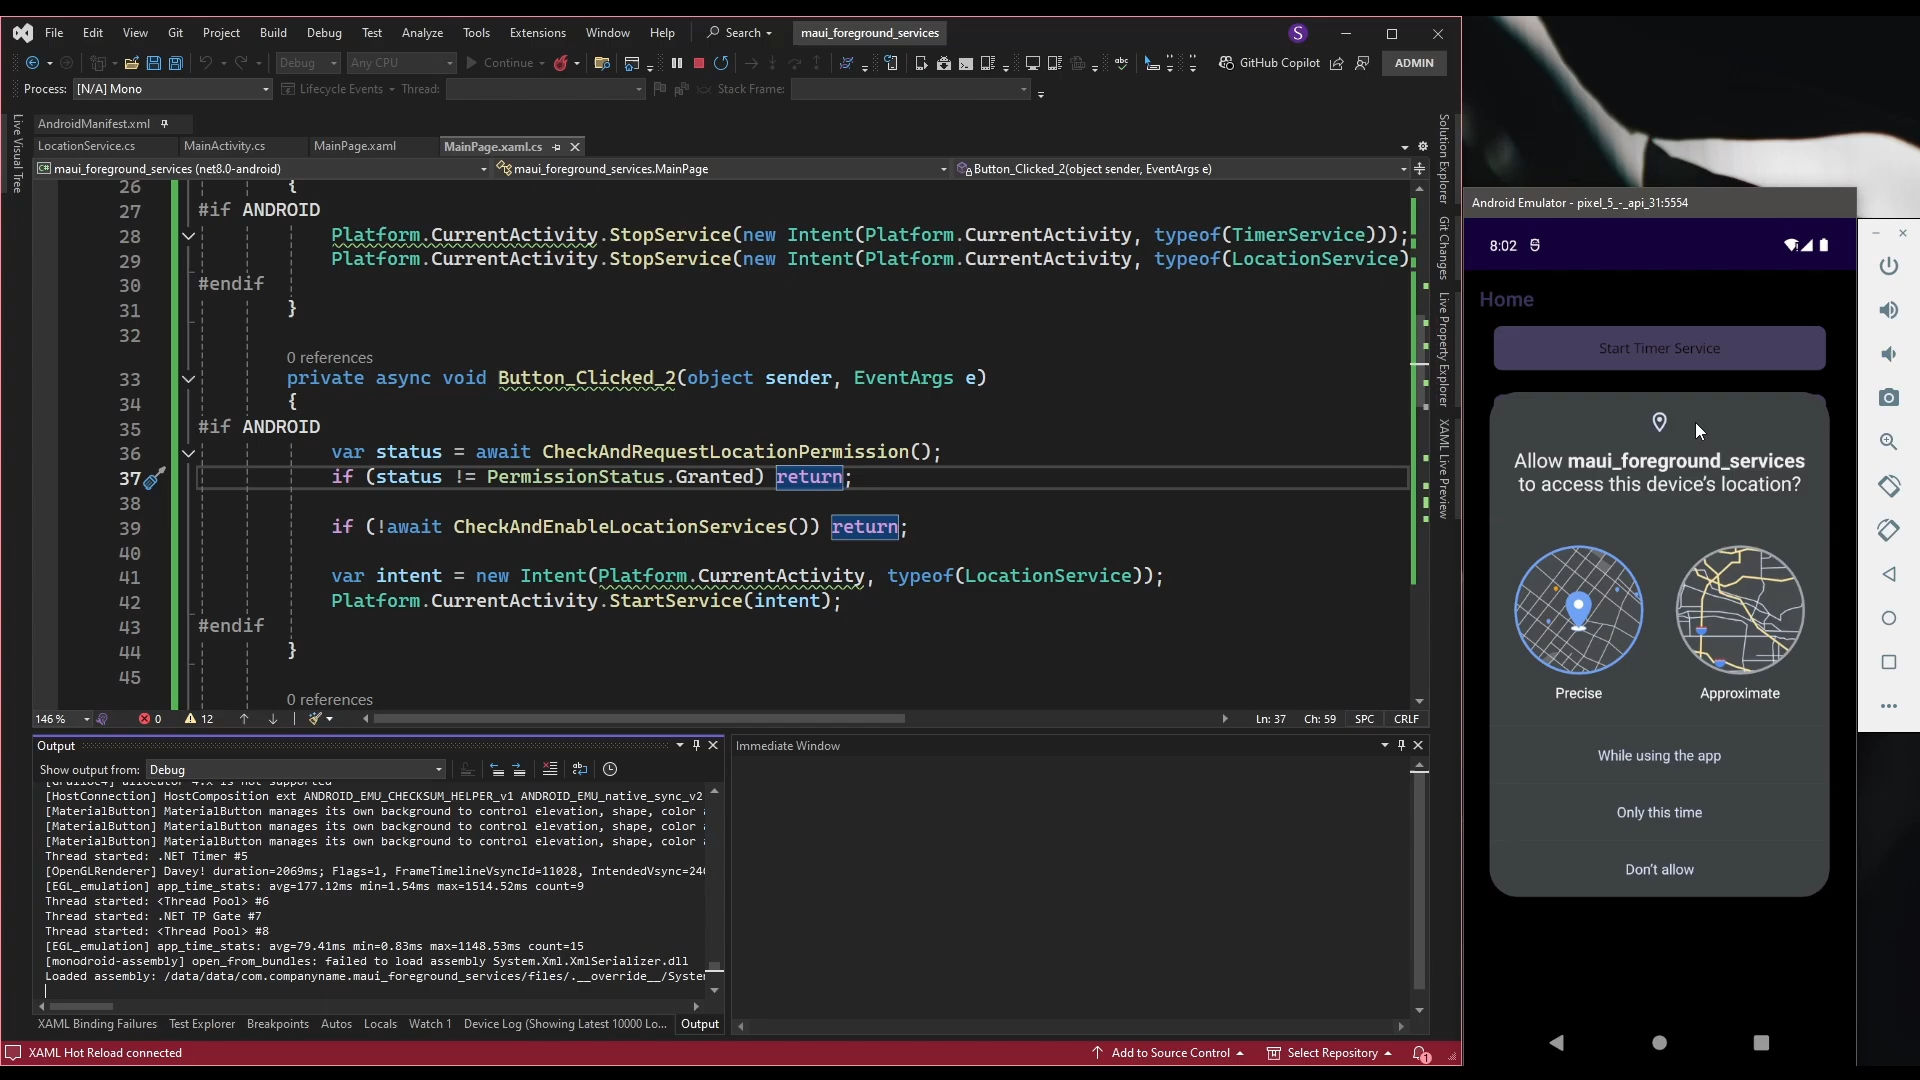 File Edit View Git Project Build Debug Test Analyze Tools Extensions Window Help Search maui_foreground_services S
Debug Any CPU Continue GitHub Copilot ADMIN
Process: [N/A] Mono Lifecycle Events Thread: Stack Frame:
AndroidManifest.xml
LocationService.cs MainActivity.cs MainPage.xaml MainPage.xaml.cs
maui_foreground_services (net8.0-android) maui_foreground_services.MainPage Button_Clicked_2(object sender, EventArgs e)
Live Visual Tree
26 {
27 #if ANDROID
28 Platform.CurrentActivity.StopService(new Intent(Platform.CurrentActivity, typeof(TimerService)));
29 Platform.CurrentActivity.StopService(new Intent(Platform.CurrentActivity, typeof(LocationService)
30 #endif
31 }
32
0 references
33 private async void Button_Clicked_2(object sender, EventArgs e)
34 {
35 #if ANDROID
36 var status = await CheckAndRequestLocationPermission();
37 if (status != PermissionStatus.Granted) return;
38
39 if (!await CheckAndEnableLocationServices()) return;
40
41 var intent = new Intent(Platform.CurrentActivity, typeof(LocationService));
42 Platform.CurrentActivity.StartService(intent);
43 #endif
44 }
45
0 references
146 % 0 12 Ln: 37 Ch: 59 SPC CRLF
Solution Explorer
Git Changes
Live Property Explorer
XAML Live Preview
Output
Show output from: Debug
[HostConnection] HostComposition ext ANDROID_EMU_CHECKSUM_HELPER_v1 ANDROID_EMU_native_sync_v2
[MaterialButton] MaterialButton manages its own background to control elevation, shape, color
[MaterialButton] MaterialButton manages its own background to control elevation, shape, color
[MaterialButton] MaterialButton manages its own background to control elevation, shape, color
Thread started: .NET Timer #5
[OpenGLRenderer] Davey! duration=2069ms; Flags=1, FrameTimelineVsyncId=11028, IntendedVsync=240
[EGL_emulation] app_time_stats: avg=177.12ms min=1.54ms max=1514.52ms count=9
Thread started: <Thread Pool> #6
Thread started: .NET TP Gate #7
Thread started: <Thread Pool> #8
[EGL_emulation] app_time_stats: avg=79.41ms min=0.83ms max=1148.53ms count=15
[monodroid-assembly] open_from_bundles: failed to load assembly System.Xml.XmlSerializer.dll
Loaded assembly: /data/data/com.companyname.maui_foreground_services/files/.__override__/System
XAML Binding Failures Test Explorer Breakpoints Autos Locals Watch 1 Device Log (Showing Latest 10000 Lo... Output
Immediate Window
XAML Hot Reload connected Add to Source Control Select Repository 1
Android Emulator - pixel_5_-_api_31:5554
8:02
Home
Start Timer Service
Allow maui_foreground_services
to access this device's location?
Precise Approximate
While using the app
Only this time
Don't allow